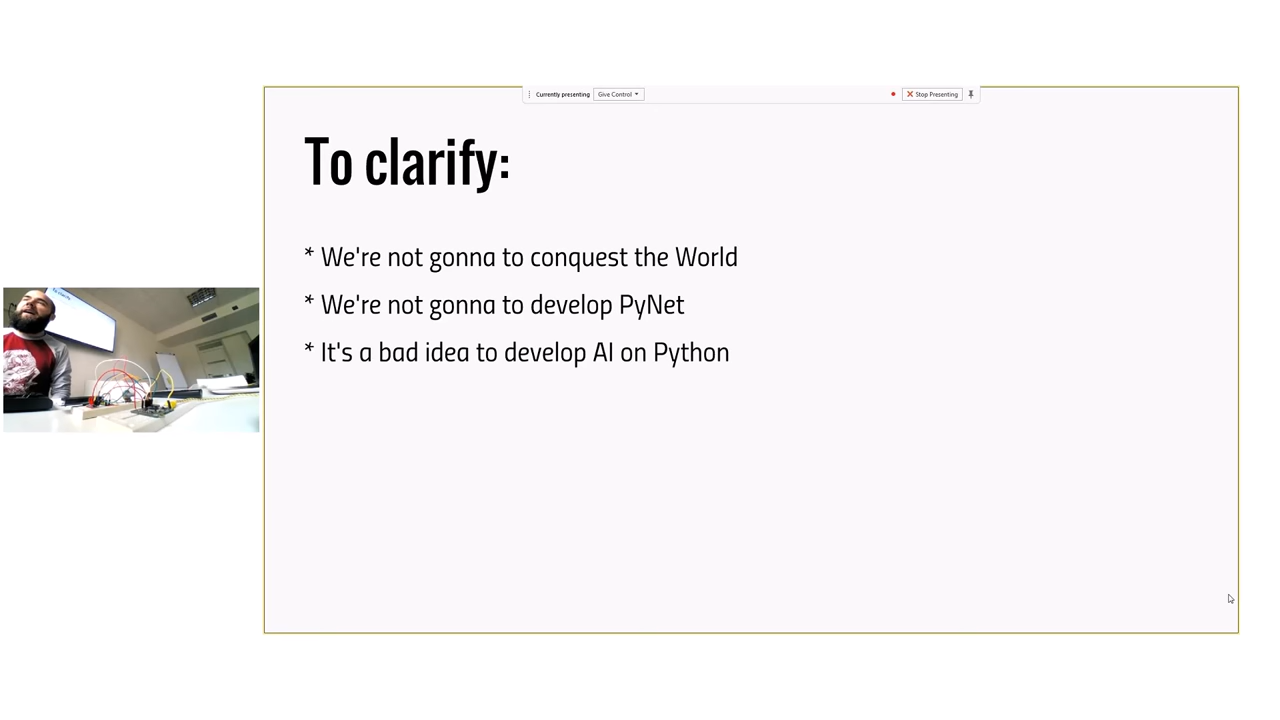 Currently presenting Give Control Stop Presenting
To clarify:
* We're not gonna to conquest the World
* We're not gonna to develop PyNet
* It's a bad idea to develop AI on Python